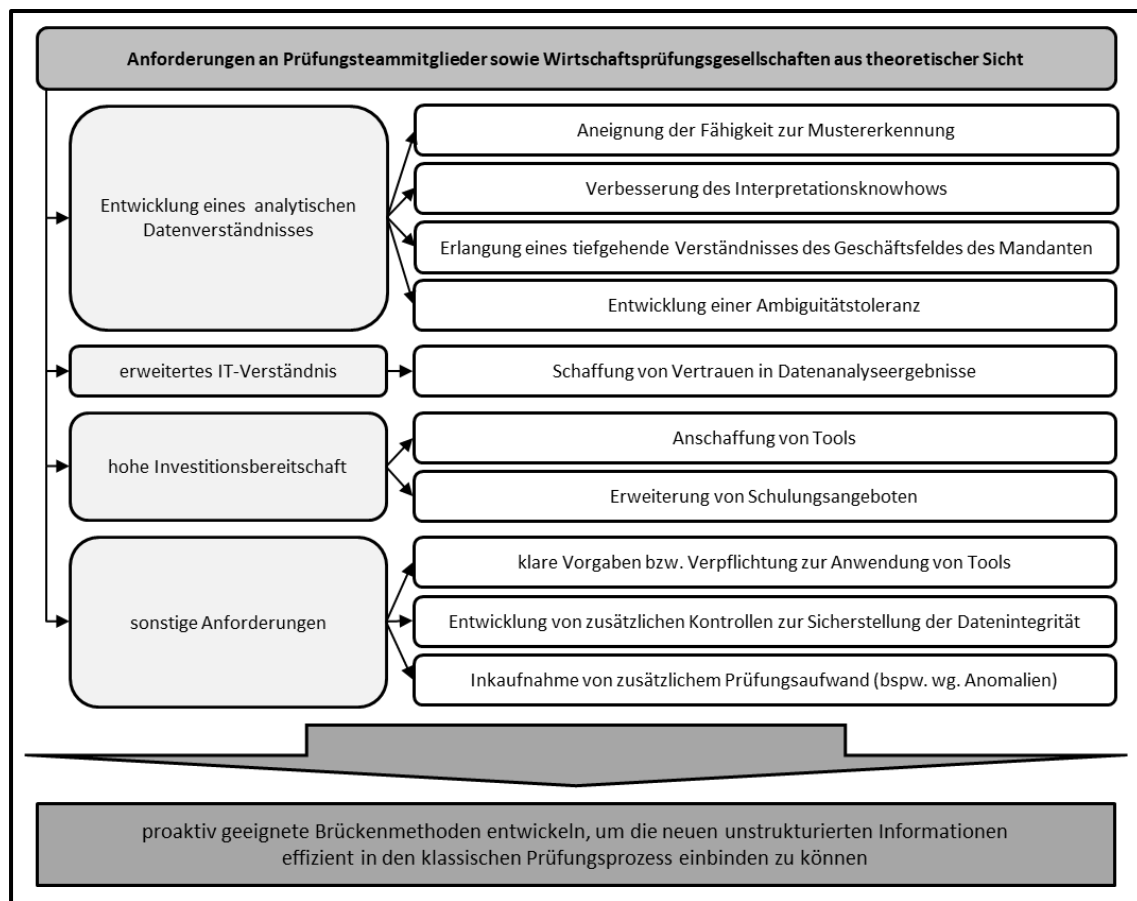 Anforderungen an Prüfungsteammitglieder sowie Wirtschaftsprüfungsgesellschaften aus theoretischer Sicht
Entwicklung eines analytischen
Datenverständnisses
Aneignung der Fähigkeit zur Mustererkennung
Verbesserung des Interpretationsknowhows
Erlangung eines tiefgehende Verständnisses des Geschäftsfeldes des Mandanten
Entwicklung einer Ambiguitätstoleranz
erweitertes IT-Verständnis
Schaffung von Vertrauen in Datenanalyseergebnisse
hohe Investitionsbereitschaft
Anschaffung von Tools
Erweiterung von Schulungsangeboten
sonstige Anforderungen
klare Vorgaben bzw. Verpflichtung zur Anwendung von Tools
Entwicklung von zusätzlichen Kontrollen zur Sicherstellung der Datenintegrität
Inkaufnahme von zusätzlichem Prüfungsaufwand (bspw. wg. Anomalien)
proaktiv geeignete Brückenmethoden entwickeln, um die neuen unstrukturierten Informationen
effizient in den klassischen Prüfungsprozess einbinden zu können